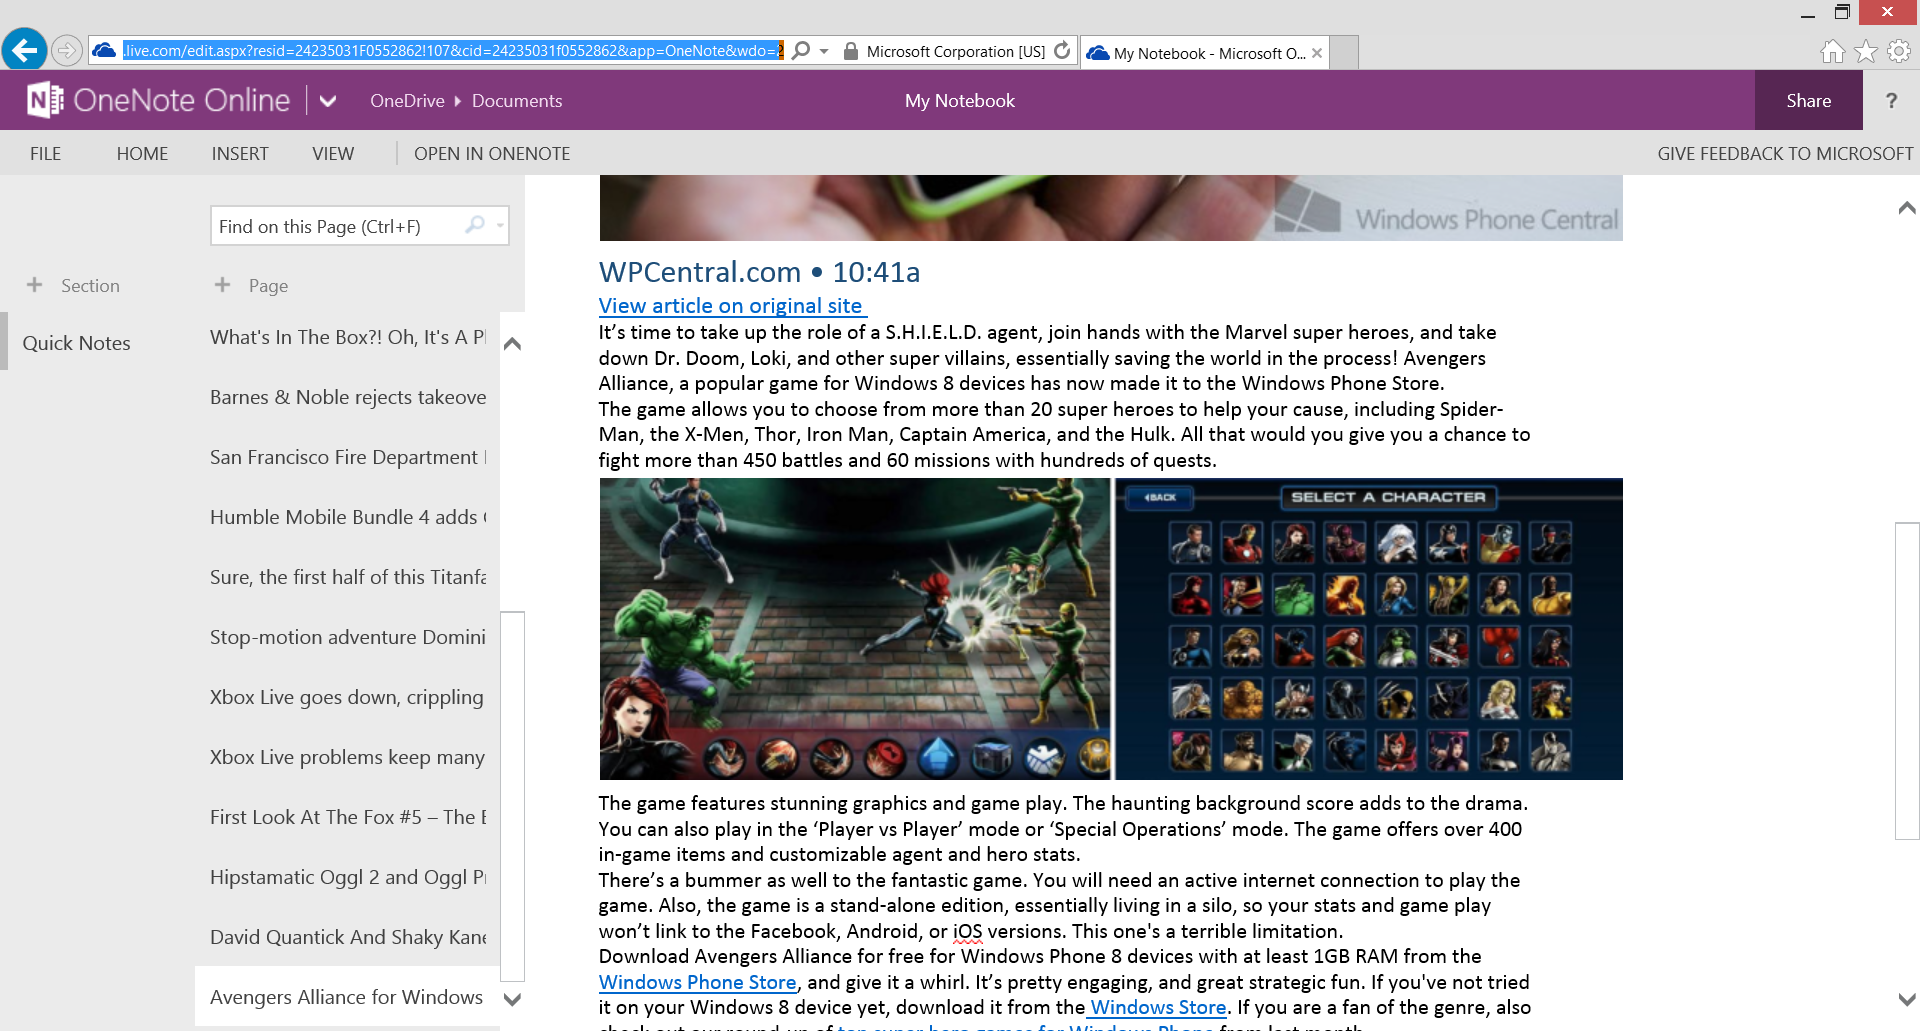 .live.com/edit.aspx?resid=24235031F0552862!107&cid=24235031f0552862&app=OneNote&wdo=2
Microsoft Corporation [US]
My Notebook - Microsoft O...
OneNote Online
OneDrive
Documents
My Notebook
Share
?
FILE
HOME
INSERT
VIEW
OPEN IN ONENOTE
GIVE FEEDBACK TO MICROSOFT
Find on this Page (Ctrl+F)
+ Section
+ Page
Quick Notes
What's In The Box?! Oh, It's A
Barnes & Noble rejects
San Francisco Fire Department
Humble Mobile Bundle 4 adds
Sure, the first half of this
Stop-motion adventure
Xbox Live goes down, crippling
Xbox Live problems keep many
First Look At The Fox #5 – The
Hipstamatic Oggl 2 and Oggl
David Quantick And Shaky
Avengers Alliance for Windows
Windows Phone Central
WPCentral.com • 10:41a
View article on original site
It’s time to take up the role of a S.H.I.E.L.D. agent, join hands with the Marvel super heroes, and take
down Dr. Doom, Loki, and other super villains, essentially saving the world in the process! Avengers
Alliance, a popular game for Windows 8 devices has now made it to the Windows Phone Store.
The game allows you to choose from more than 20 super heroes to help your cause, including Spider-
Man, the X-Men, Thor, Iron Man, Captain America, and the Hulk. All that would you give you a chance to
fight more than 450 battles and 60 missions with hundreds of quests.
BACK
SELECT A CHARACTER
The game features stunning graphics and game play. The haunting background score adds to the drama.
You can also play in the ‘Player vs Player’ mode or ‘Special Operations’ mode. The game offers over 400
in-game items and customizable agent and hero stats.
There’s a bummer as well to the fantastic game. You will need an active internet connection to play the
game. Also, the game is a stand-alone edition, essentially living in a silo, so your stats and game play
won’t link to the Facebook, Android, or iOS versions. This one's a terrible limitation.
Download Avengers Alliance for free for Windows Phone 8 devices with at least 1GB RAM from the
Windows Phone Store, and give it a whirl. It’s pretty engaging, and great strategic fun. If you've not tried
it on your Windows 8 device yet, download it from the Windows Store. If you are a fan of the genre, also
check out our round-up of top super hero games for Windows Phone from last month.